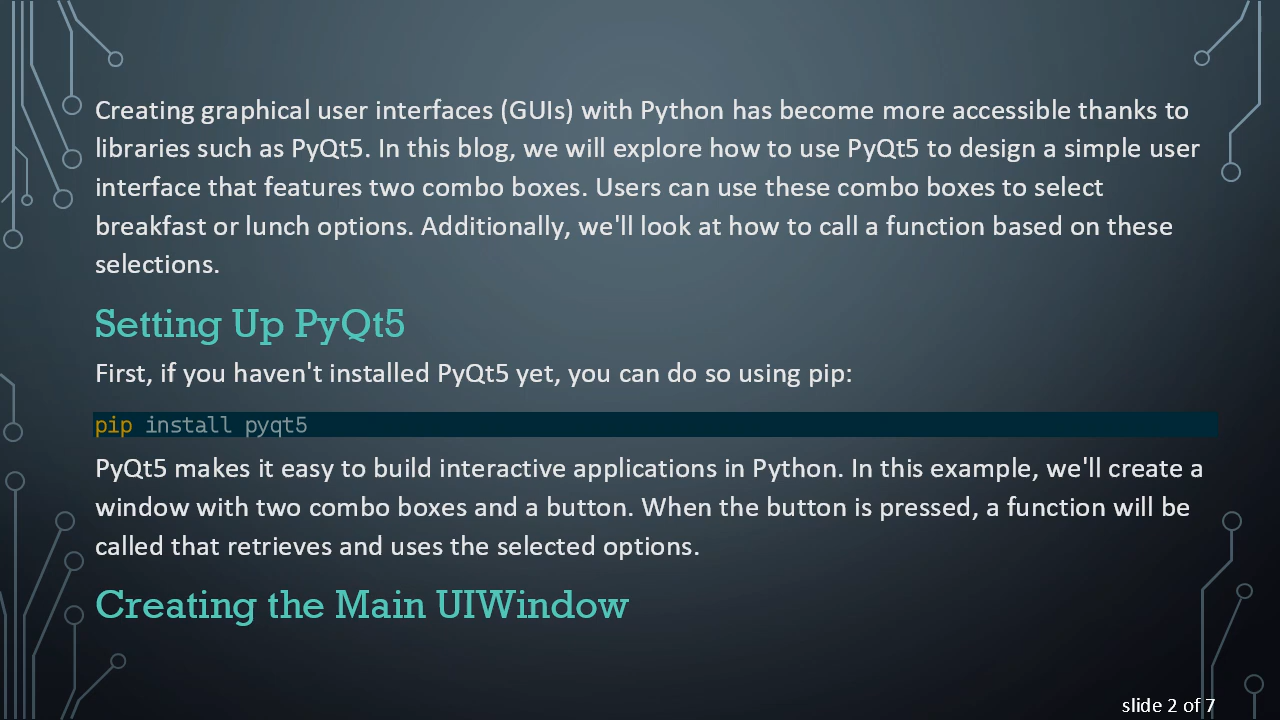 Creating graphical user interfaces (GUIs) with Python has become more accessible thanks to
libraries such as PyQt5. In this blog, we will explore how to use PyQt5 to design a simple user
interface that features two combo boxes. Users can use these combo boxes to select
breakfast or lunch options. Additionally, we'll look at how to call a function based on these
selections.
Setting Up PyQt5
First, if you haven't installed PyQt5 yet, you can do so using pip:
pip install pyqt5
PyQt5 makes it easy to build interactive applications in Python. In this example, we'll create a
window with two combo boxes and a button. When the button is pressed, a function will be
called that retrieves and uses the selected options.
Creating the Main UIWindow
slide 2 of 7